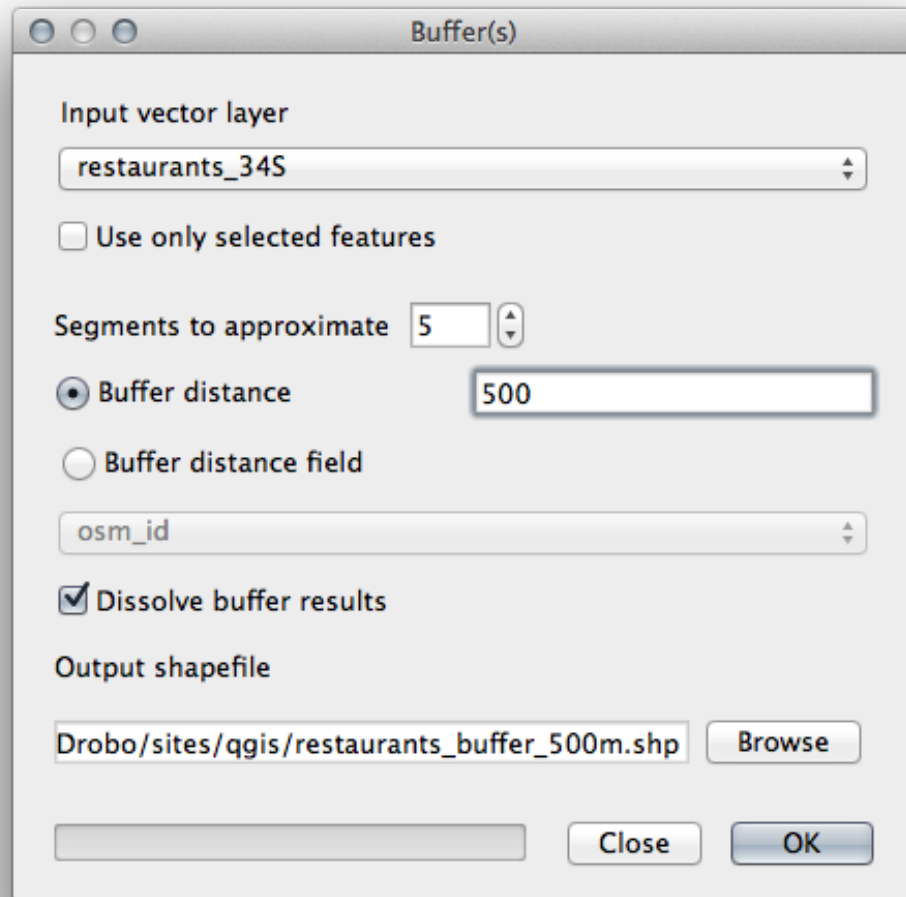 Buffer(s)
Input vector layer
restaurants_34S
Use only selected features
Segments to approximate 5
Buffer distance 500
Buffer distance field
osm_id
Dissolve buffer results
Output shapefile
Drobo/sites/qgis/restaurants_buffer_500m.shp Browse
Close OK